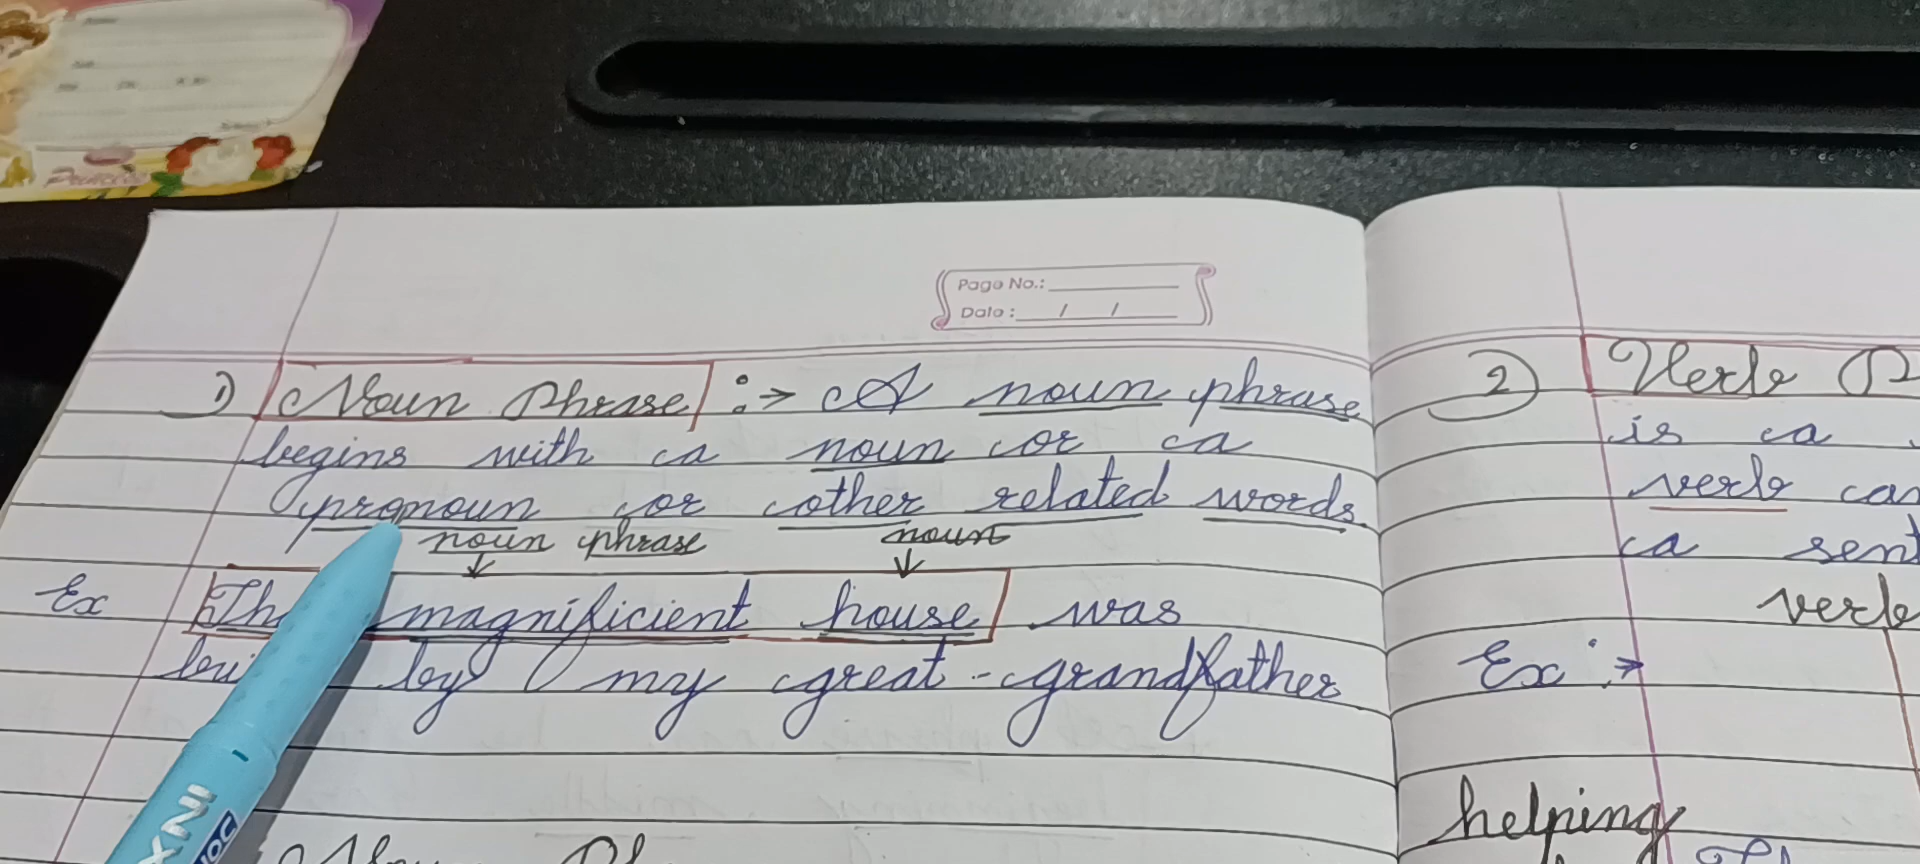 Page No.:
Date: / /
1) Noun Phrase :→ A noun phrase
begins with a noun or a
pronoun or other related words
noun phrase noun
Ex magnificient house was
by my great-grandfather
2) Verb
is a
verb
a
verb
Ex :→
helping